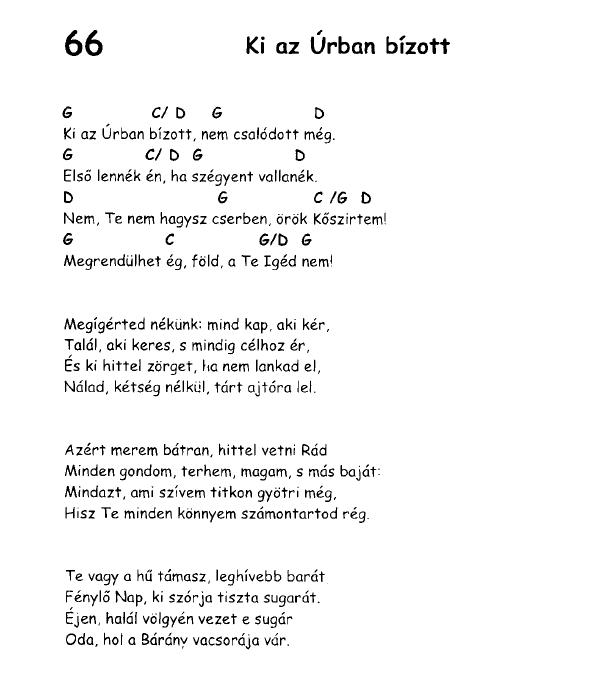 66 Ki az Úrban bízott
G C/ D G D
Ki az Úrban bízott, nem csalódott még.
G C/ D G D
Első lennék én, ha szégyent vallanék.
D G C /G D
Nem, Te nem hagysz cserben, örök Kőszirtem!
G C G/D G
Megrendülhet ég, föld, a Te Igéd nem!
Megígérted nékünk: mind kap, aki kér,
Talál, aki keres, s mindig célhoz ér,
És ki hittel zörget, ha nem lankad el,
Nálad, kétség nélkül, tárt ajtóra lel.
Azért merem bátran, hittel vetni Rád
Minden gondom, terhem, magam, s más baját:
Mindazt, ami szívem titkon gyötri még,
Hisz Te minden könnyem számontartod rég.
Te vagy a hű támasz, leghívebb barát
Fénylő Nap, ki szórja tiszta sugarát.
Éjen, halál völgyén vezet e sugár
Oda, hol a Bárány vacsorája vár.